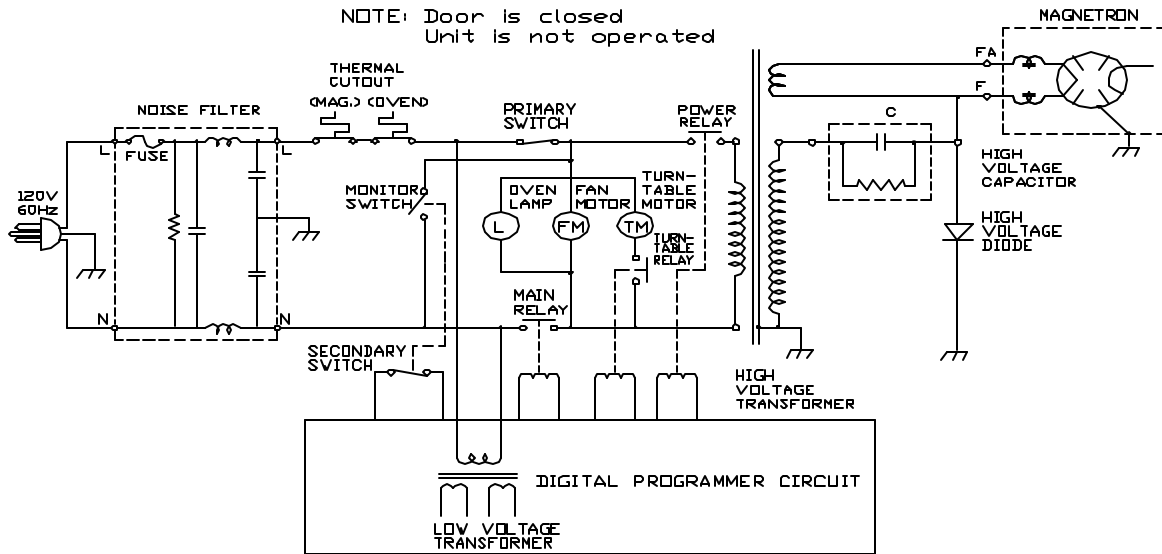 NOTE: Door is closed
Unit is not operated
MAGNETRON
FA
F
THERMAL
CUTOUT
(MAG.) (OVEN)
NOISE FILTER
PRIMARY
SWITCH
POWER
RELAY
C
L
FUSE
L
HIGH
VOLTAGE
CAPACITOR
120V
60Hz
MONITOR
SWITCH
OVEN
LAMP
FAN
MOTOR
TURN-
TABLE
MOTOR
L
FM
TM
TURN-
TABLE
RELAY
HIGH
VOLTAGE
DIODE
MAIN
RELAY
N
N
SECONDARY
SWITCH
HIGH
VOLTAGE
TRANSFORMER
DIGITAL PROGRAMMER CIRCUIT
LOW VOLTAGE
TRANSFORMER